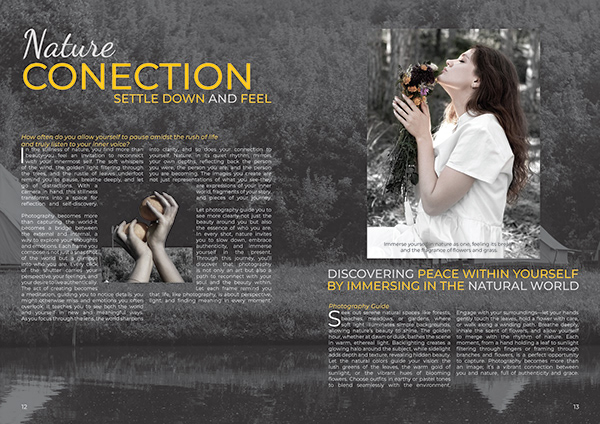 Nature
CONECTION
SETTLE DOWN AND FEEL
How often do you allow yourself to pause amidst the rush of life
and truly listen to your inner voice?
In the stillness of nature, you find more than
beauty-you feel an invitation to reconnect
with your innermost self. The soft whispers
of the wind, the golden light filtering through
the trees, and the rustle of leaves underfoot
remind you to pause, breathe deeply, and let
go of distractions. With a
camera in hand, this stillness
transforms into a space for
reflection and self-discovery.
Photography becomes more
than capturing the world-it
becomes a bridge between
the external and internal, a
way to explore your thoughts
and emotions. Each frame you
compose is not just a snapshot
of the world but a glimpse
into who you are. Every click
of the shutter carries your
perspective, your feelings, and
your desire to see authentically.
The act of creating becomes
a meditation, guiding you to notice details you
might otherwise miss and emotions you often
overlook. It teaches you to see both the world
and yourself in new and meaningful ways.
As you focus through the lens, the world sharpens
into clarity, and so does your connection to
yourself. Nature, in its quiet rhythm, mirrors
your own depths, reflecting back the person
you were, the person you are, and the person
you are becoming. The images you create are
not just representations of what you see-they
are expressions of your inner
world, fragments of your story,
and pieces of your journey.
Let photography guide you to
see more clearly-not just the
beauty around you but also
the essence of who you are.
In every shot, nature invites
you to slow down, embrace
authenticity, and immerse
yourself in the present.
Through this journey, you'll
discover that photography
is not only an art but also a
path to reconnect with your
soul and the beauty within.
Let each frame remind you
that life, like photography, is about perspective,
light, and finding meaning in every moment.
12
Immerse yourself in nature as one, feeling its breath
and the fragrance of flowers and grass.
DISCOVERING PEACE WITHIN YOURSELF
BY IMMERSING IN THE NATURAL WORLD
Photography Guide
Seek out serene natural spaces like forests,
beaches, meadows, or gardens, where
soft light illuminates simple backgrounds,
allowing nature's beauty to shine. The golden
hour, whether at dawn or dusk, bathes the scene
in warm, ethereal light. Backlighting creates a
glowing halo around the subject, while sidelight
adds depth and texture, revealing hidden beauty.
Let the natural colors guide your vision: the
lush greens of the leaves, the warm gold of
sunlight, or the vibrant hues of blooming
flowers. Choose outfits in earthy or pastel tones
to blend seamlessly with the environment.
Engage with your surroundings—let your hands
gently touch the leaves, hold a flower with care,
or walk along a winding path. Breathe deeply,
inhale the scent of flowers, and allow yourself
to merge with the rhythm of nature. Each
moment, from a hand holding a leaf to sunlight
filtering through fingers or framing through
branches and flowers, is a perfect opportunity
to capture. Photography becomes more than
an image; it's a vibrant connection between
you and nature, full of authenticity and grace.
13